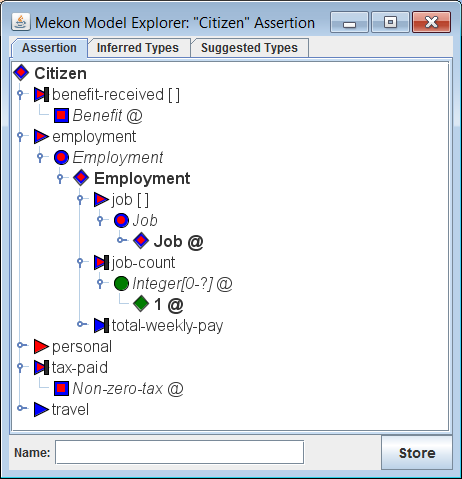 Mekon Model Explorer: "Citizen" Assertion
Assertion Inferred Types Suggested Types
Citizen
benefit-received [ ]
Benefit @
employment
Employment
Employment
job [ ]
Job
Job @
job-count
Integer[0-?] @
1 @
total-weekly-pay
personal
tax-paid
Non-zero-tax @
travel
Name: Store